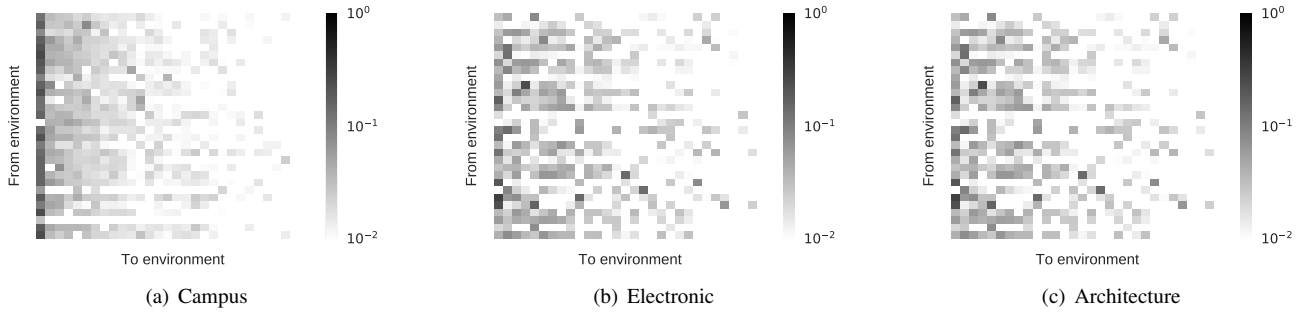 From environment
To environment
10^0
10^-1
10^-2
(a) Campus
From environment
To environment
10^0
10^-1
10^-2
(b) Electronic
From environment
To environment
10^0
10^-1
10^-2
(c) Architecture